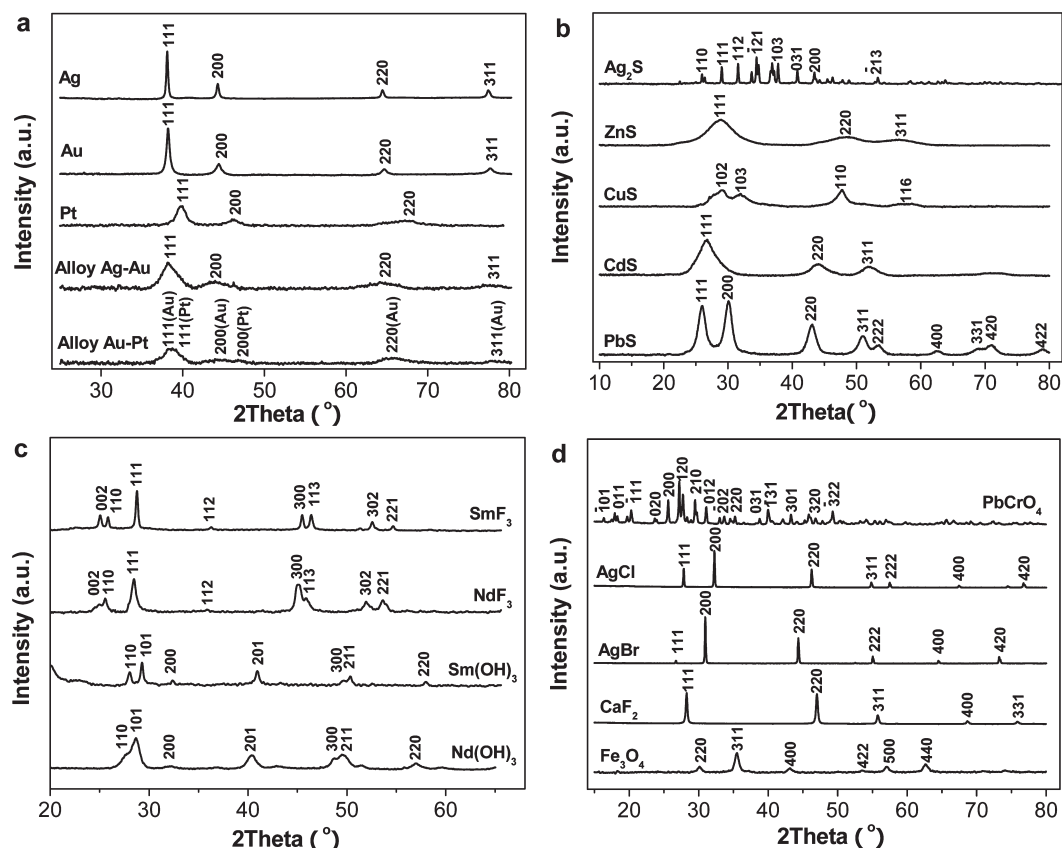 a
Intensity (a.u.)
Ag
111
200
220
311
Au
111
200
220
311
Pt
111
200
220
Alloy Ag-Au
111
200
220
311
Alloy Au-Pt
111(Au)
111(Pt)
200(Au)
200(Pt)
220(Au)
311(Au)
30 40 50 60 70 80
2Theta (°)
b
Intensity (a.u.)
Ag2S
110
111
112
-121
103
031
200
-213
ZnS
111
220
311
CuS
102
103
110
116
CdS
111
220
311
PbS
111
200
220
311
222
400
331
420
422
10 20 30 40 50 60 70 80
2Theta(°)
c
Intensity (a.u.)
SmF3
002
110
111
112
300
113
302
221
NdF3
002
110
111
112
300
113
302
221
Sm(OH)3
110
101
200
201
300
211
220
Nd(OH)3
110
101
200
201
300
211
220
20 30 40 50 60
2Theta (°)
d
Intensity (a.u.)
PbCrO4
-101
011
-111
020
200
120
210
012
-202
220
031
-131
301
320
-322
AgCl
111
200
220
311
222
400
420
AgBr
111
200
220
222
400
420
CaF2
111
220
311
400
331
Fe3O4
220
311
400
422
500
440
20 30 40 50 60 70 80
2Theta (°)